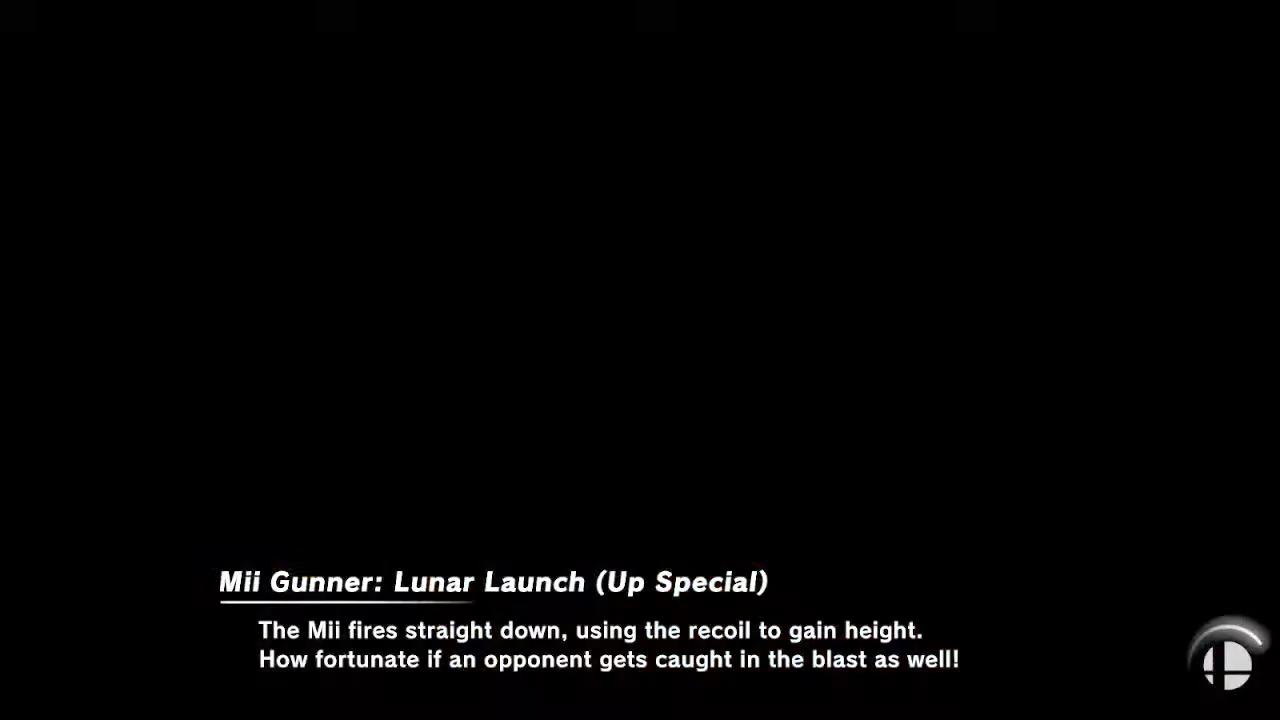 Mii Gunner: Lunar Launch (Up Special)
The Mii fires straight down, using the recoil to gain height.
How fortunate if an opponent gets caught in the blast as well!